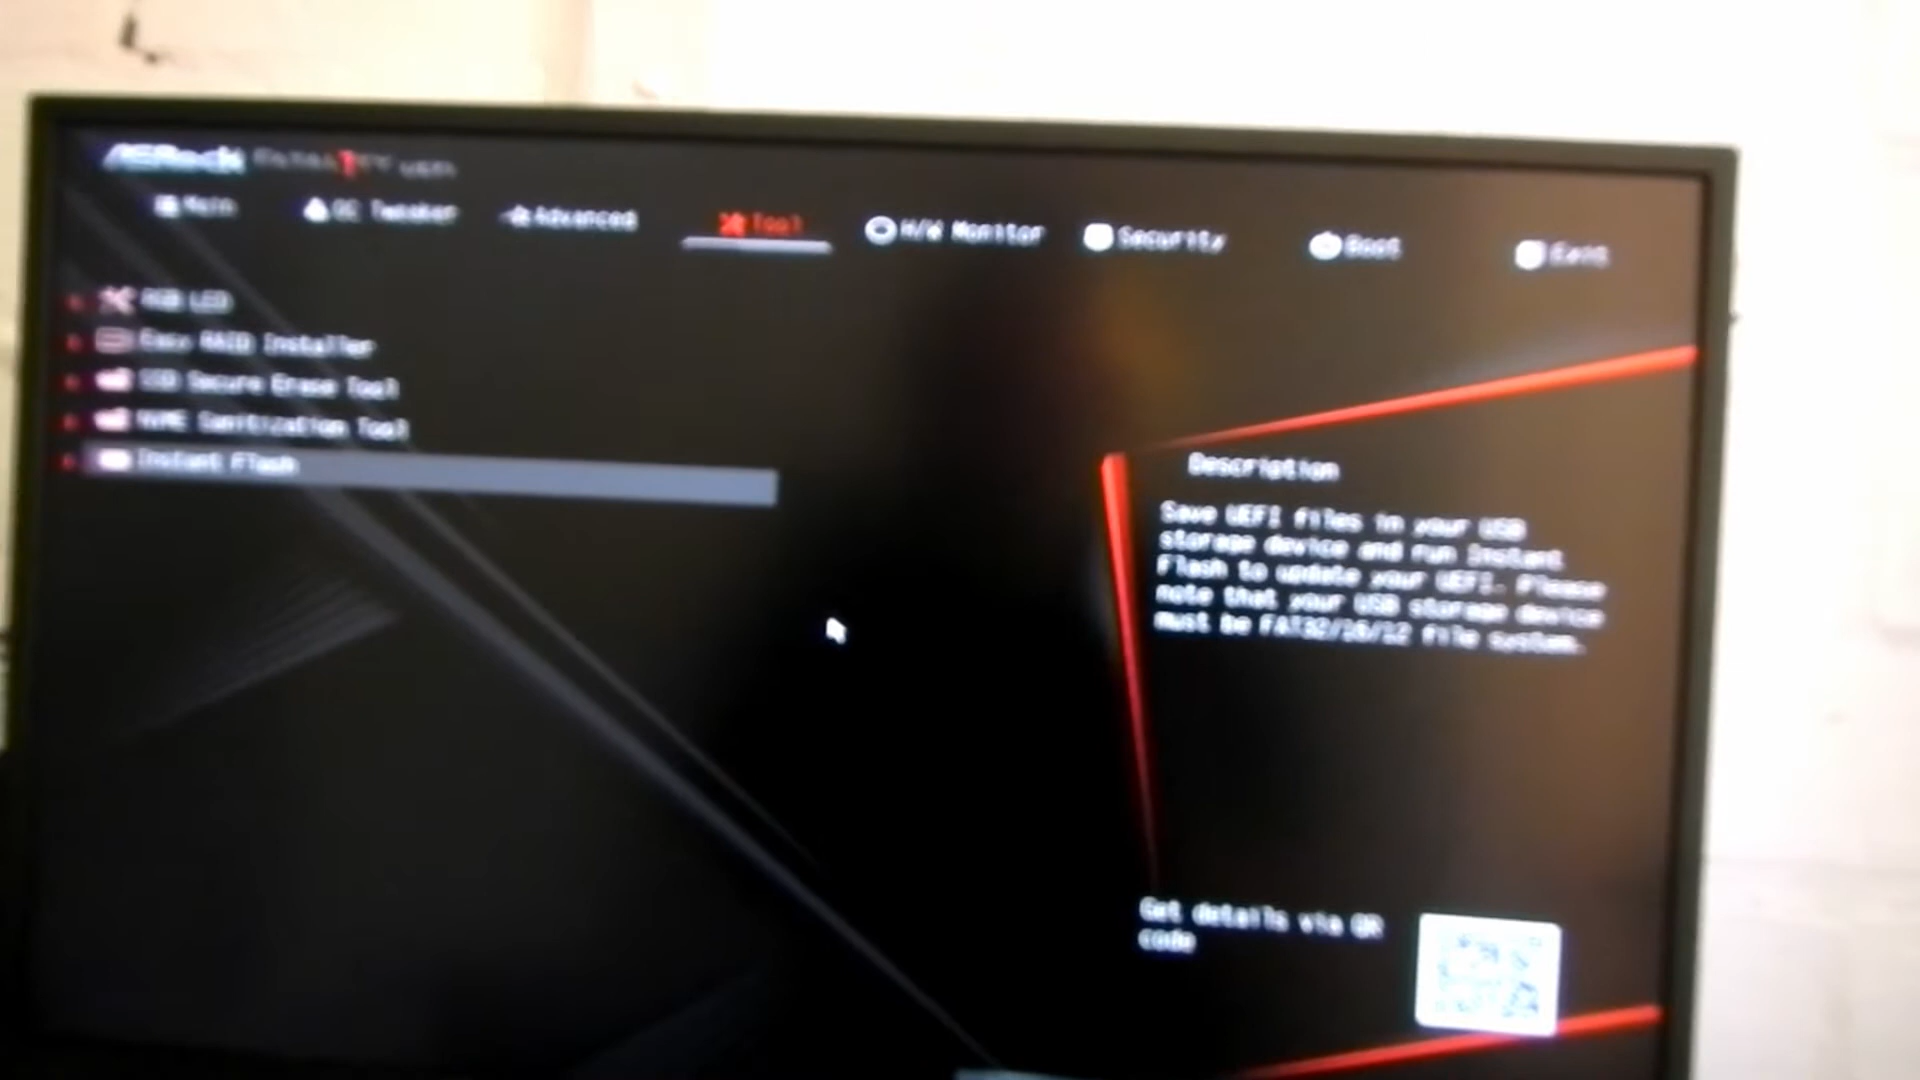 ASRock FATAL1TY UEFI
Main OC Tweaker Advanced Tool H/W Monitor Security Boot Exit
RGB LED
Easy RAID Installer
SSD Secure Erase Tool
NVME Sanitization Tool
Instant Flash
Description
Save UEFI files in your USB
storage device and run Instant
Flash to update your UEFI. Please
note that your USB storage device
must be FAT32/16/12 file system.
Get details via QR
code